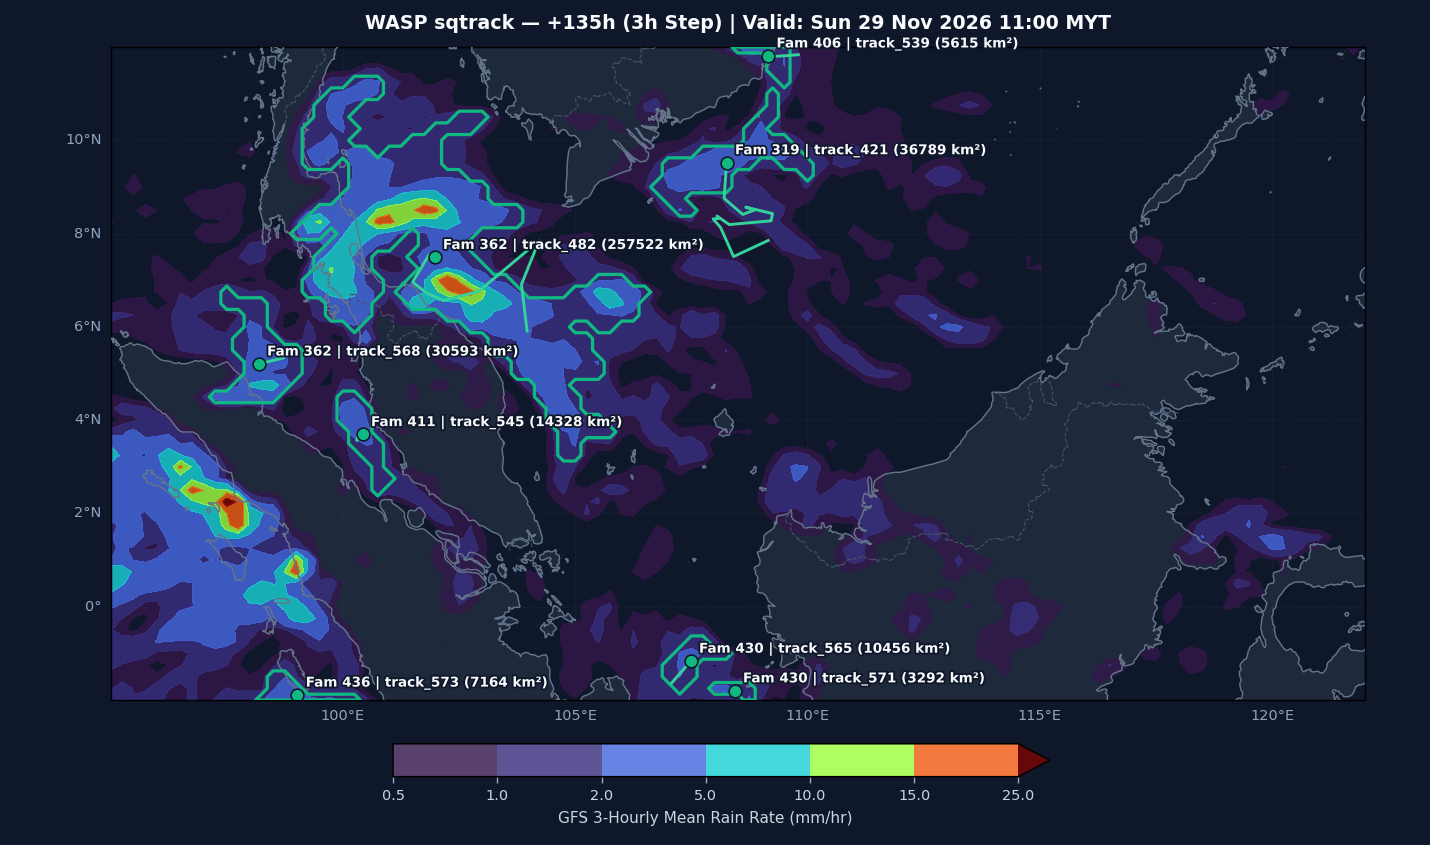 WASP sqtrack — +135h (3h Step) | Valid: Sun 29 Nov 2026 11:00 MYT
Fam 406 | track_539 (5615 km²)
10°N
Fam 319 | track_421 (36789 km²)
8°N
Fam 362 | track_482 (257522 km²)
6°N
Fam 362 | track_568 (30593 km²)
4°N
Fam 411 | track_545 (14328 km²)
2°N
0°
Fam 430 | track_565 (10456 km²)
Fam 430 | track_571 (3292 km²)
Fam 436 | track_573 (7164 km²)
100°E 105°E 110°E 115°E 120°E
0.5 1.0 2.0 5.0 10.0 15.0 25.0
GFS 3-Hourly Mean Rain Rate (mm/hr)